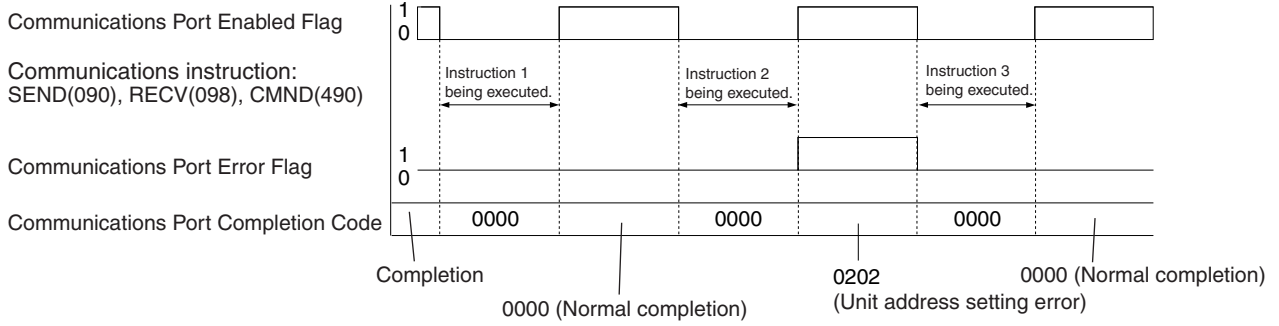 Communications Port Enabled Flag
1
0
Communications instruction:
SEND(090), RECV(098), CMND(490)
Instruction 1
being executed.
Instruction 2
being executed.
Instruction 3
being executed.
Communications Port Error Flag
1
0
Communications Port Completion Code
0000
0000
0000
Completion
0000 (Normal completion)
0202
(Unit address setting error)
0000 (Normal completion)